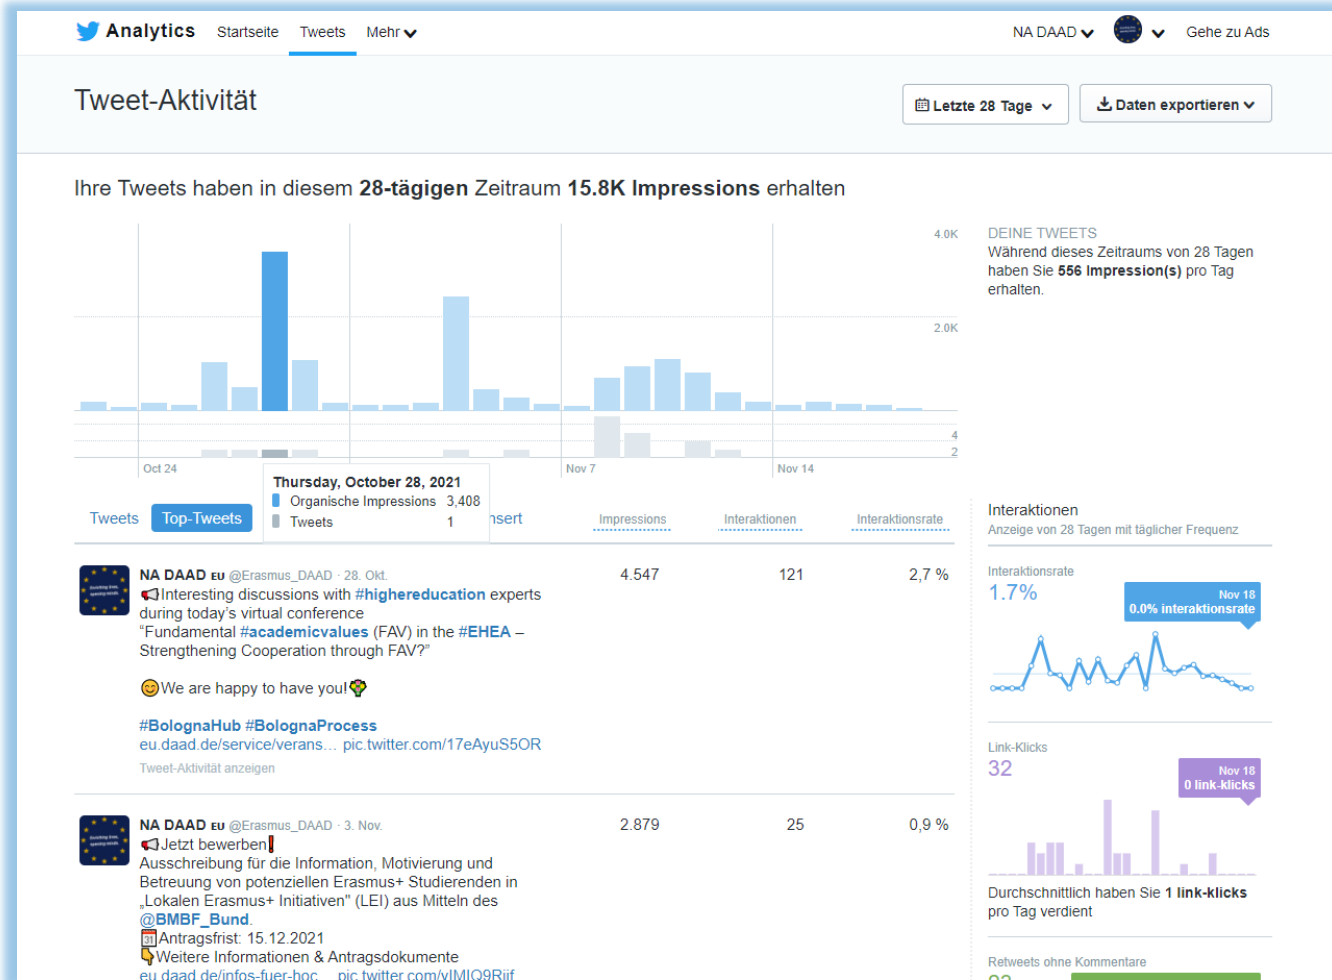 Analytics Startseite Tweets Mehr NA DAAD Gehe zu Ads
Tweet-Aktivität
Letzte 28 Tage Daten exportieren
Ihre Tweets haben in diesem 28-tägigen Zeitraum 15.8K Impressions erhalten
4.0K
2.0K
4
2
Oct 24 Nov 7 Nov 14
DEINE TWEETS
Während dieses Zeitraums von 28 Tagen
haben Sie 556 Impression(s) pro Tag
erhalten.
Thursday, October 28, 2021
Organische Impressions 3,408
Tweets 1
Tweets Top-Tweets nsert Impressions Interaktionen Interaktionsrate
NA DAAD EU @Erasmus_DAAD · 28. Okt. 4.547 121 2,7 %
Interesting discussions with #highereducation experts
during today's virtual conference
"Fundamental #academicvalues (FAV) in the #EHEA –
Strengthening Cooperation through FAV?"
We are happy to have you!
#BolognaHub #BolognaProcess
eu.daad.de/service/verans... pic.twitter.com/17eAyuS5OR
Tweet-Aktivität anzeigen
NA DAAD EU @Erasmus_DAAD · 3. Nov. 2.879 25 0,9 %
Jetzt bewerben❗
Ausschreibung für die Information, Motivierung und
Betreuung von potenziellen Erasmus+ Studierenden in
„Lokalen Erasmus+ Initiativen" (LEI) aus Mitteln des
@BMBF_Bund.
Antragsfrist: 15.12.2021
Weitere Informationen & Antragsdokumente
eu.daad.de/infos-fuer-hoc...
Interaktionen
Anzeige von 28 Tagen mit täglicher Frequenz
Interaktionsrate
1.7%
Nov 18
0.0% interaktionsrate
Link-Klicks
32
Nov 18
0 link-klicks
Durchschnittlich haben Sie 1 link-klicks
pro Tag verdient
Retweets ohne Kommentare